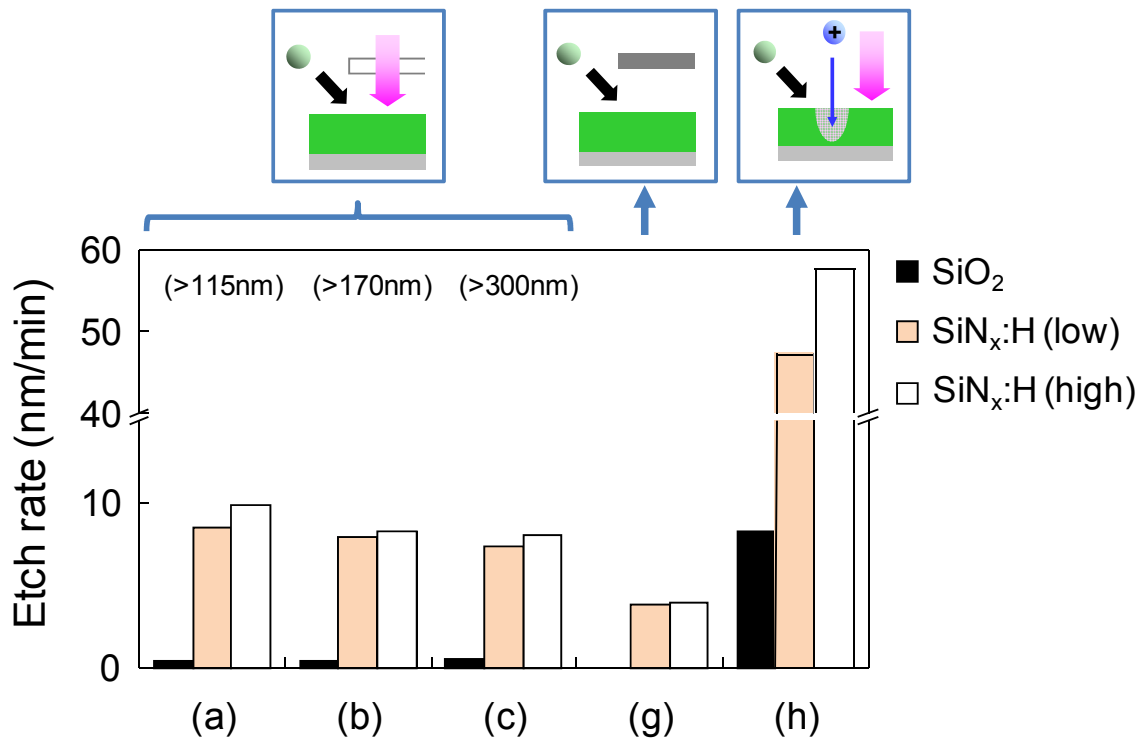 +
60
50
40
10
0
Etch rate (nm/min)
(>115nm) (>170nm) (>300nm)
SiO₂
SiNₓ:H (low)
SiNₓ:H (high)
(a) (b) (c) (g) (h)